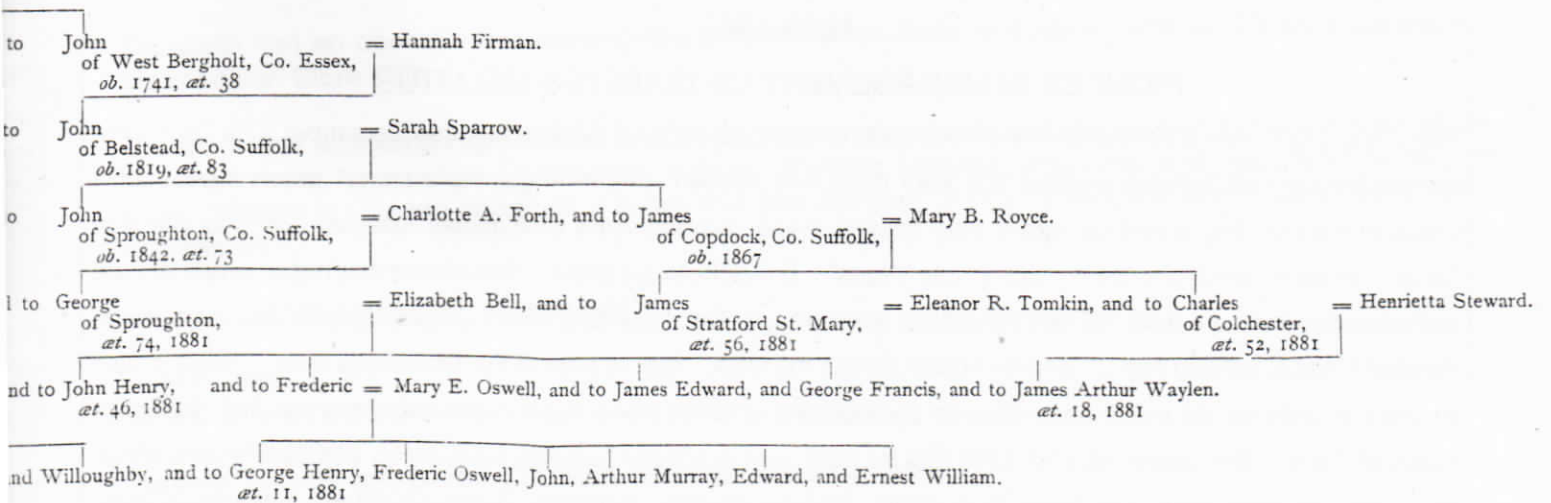 to John = Hannah Firman.
of West Bergholt, Co. Essex,
ob. 1741, æt. 38
to John = Sarah Sparrow.
of Belstead, Co. Suffolk,
ob. 1819, æt. 83
o John = Charlotte A. Forth, and to James = Mary B. Royce.
of Sproughton, Co. Suffolk, of Copdock, Co. Suffolk,
ob. 1842. æt. 73 ob. 1867
l to George = Elizabeth Bell, and to James = Eleanor R. Tomkin, and to Charles = Henrietta Steward.
of Sproughton, of Stratford St. Mary, of Colchester,
æt. 74, 1881 æt. 56, 1881 æt. 52, 1881
nd to John Henry, and to Frederic = Mary E. Oswell, and to James Edward, and George Francis, and to James Arthur Waylen.
æt. 46, 1881 æt. 18, 1881
nd Willoughby, and to George Henry, Frederic Oswell, John, Arthur Murray, Edward, and Ernest William.
æt. 11, 1881